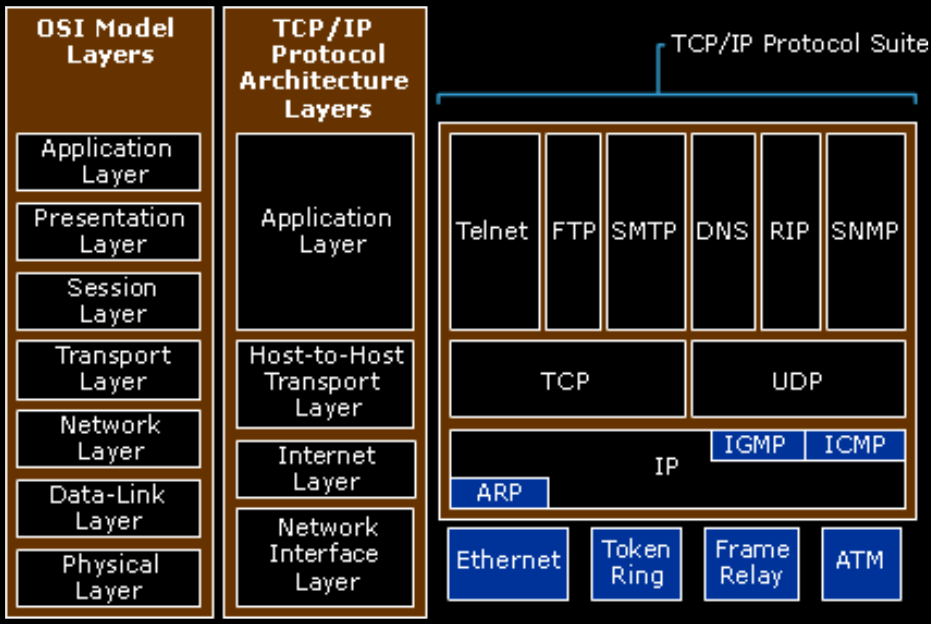 OSI Model
Layers
Application
Layer
Presentation
Layer
Session
Layer
Transport
Layer
Network
Layer
Data-Link
Layer
Physical
Layer
TCP/IP
Protocol
Architecture
Layers
Application
Layer
Host-to-Host
Transport
Layer
Internet
Layer
Network
Interface
Layer
TCP/IP Protocol Suite
Telnet
FTP
SMTP
DNS
RIP
SNMP
TCP
UDP
IGMP
ICMP
IP
ARP
Ethernet
Token
Ring
Frame
Relay
ATM